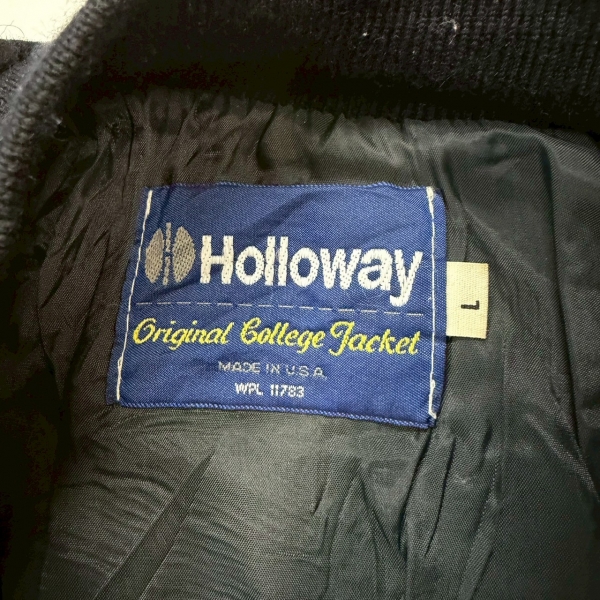 Holloway
Original College Jacket
MADE IN U.S.A.
WPL 11783
L